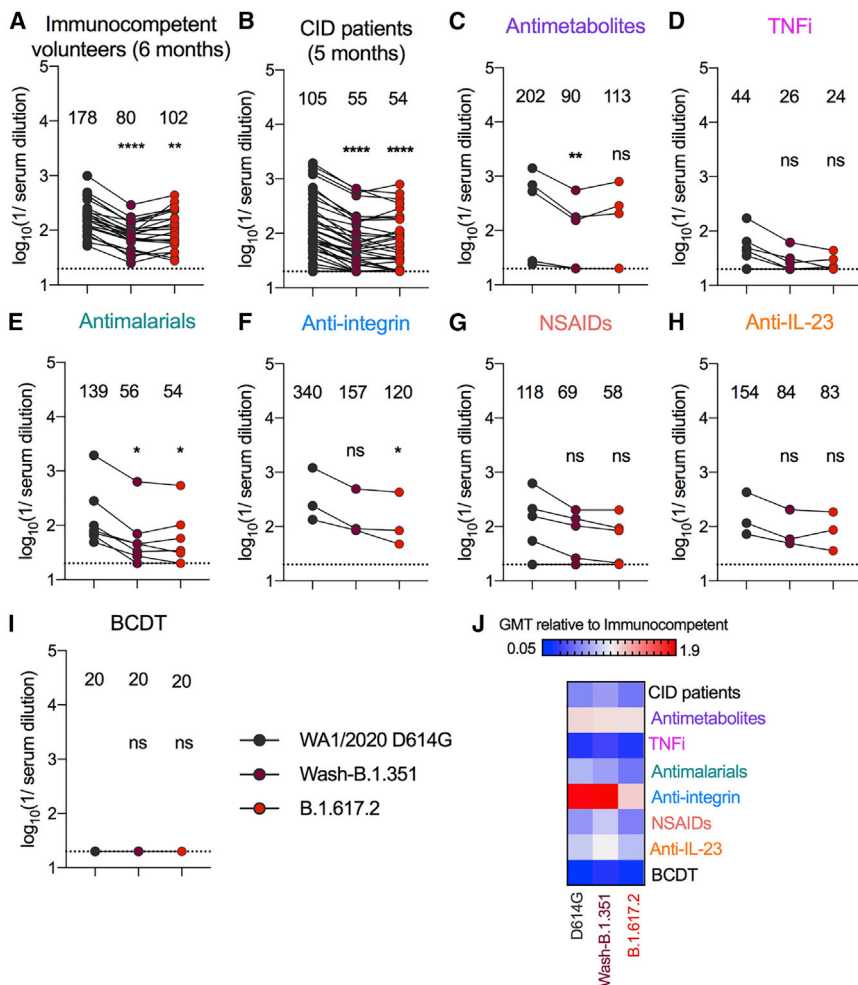 A Immunocompetent volunteers (6 months)
log10(1/ serum dilution)
5
4
3
2
1
178 80 102
**** **
B CID patients (5 months)
log10(1/ serum dilution)
5
4
3
2
1
105 55 54
**** ****
C Antimetabolites
log10(1/ serum dilution)
5
4
3
2
1
202 90 113
** ns
D TNFi
log10(1/ serum dilution)
5
4
3
2
1
44 26 24
ns ns
E Antimalarials
log10(1/ serum dilution)
5
4
3
2
1
139 56 54
* *
F Anti-integrin
log10(1/ serum dilution)
5
4
3
2
1
340 157 120
ns *
G NSAIDs
log10(1/ serum dilution)
5
4
3
2
1
118 69 58
ns ns
H Anti-IL-23
log10(1/ serum dilution)
5
4
3
2
1
154 84 83
ns ns
I BCDT
log10(1/ serum dilution)
5
4
3
2
1
20 20 20
ns ns
WA1/2020 D614G
Wash-B.1.351
B.1.617.2
J GMT relative to Immunocompetent
0.05 1.9
CID patients
Antimetabolites
TNFi
Antimalarials
Anti-integrin
NSAIDs
Anti-IL-23
BCDT
D614G
Wash-B.1.351
B.1.617.2